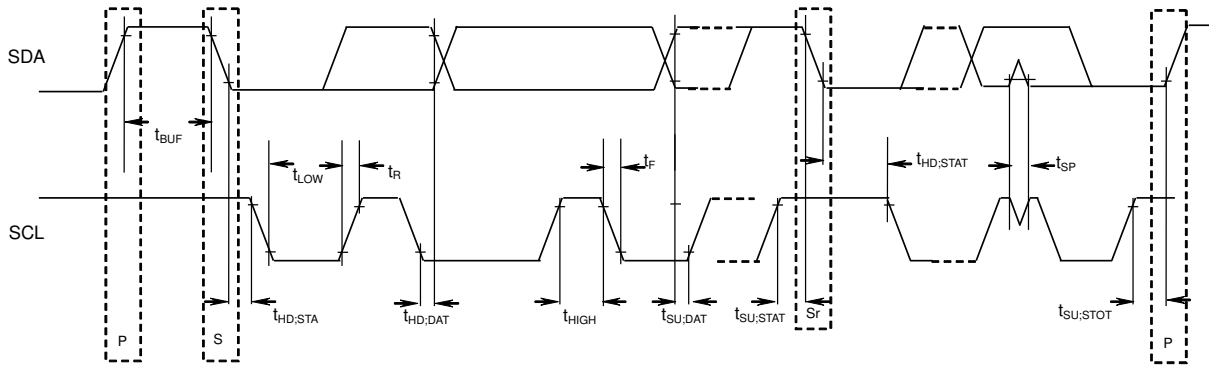 SDA
tBUF
tLOW
tR
tF
tHD;STAT
tSP
SCL
tHD;STA
tHD;DAT
tHIGH
tSU;DAT
tSU;STAT
Sr
tSU;STOT
P
S
P